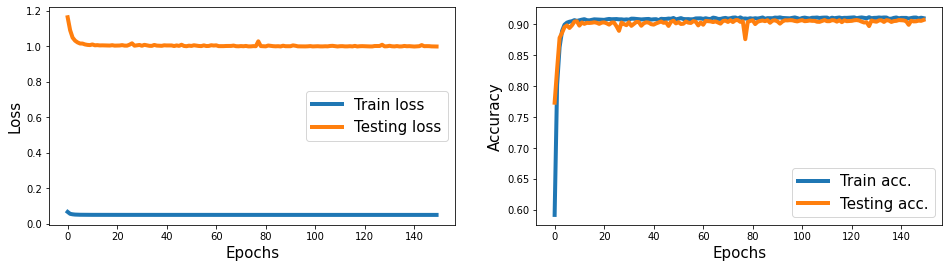 1.2
1.0
0.8
0.6
0.4
0.2
0.0
Loss
Train loss
Testing loss
0 20 40 60 80 100 120 140
Epochs
0.90
0.85
0.80
0.75
0.70
0.65
0.60
Accuracy
Train acc.
Testing acc.
0 20 40 60 80 100 120 140
Epochs